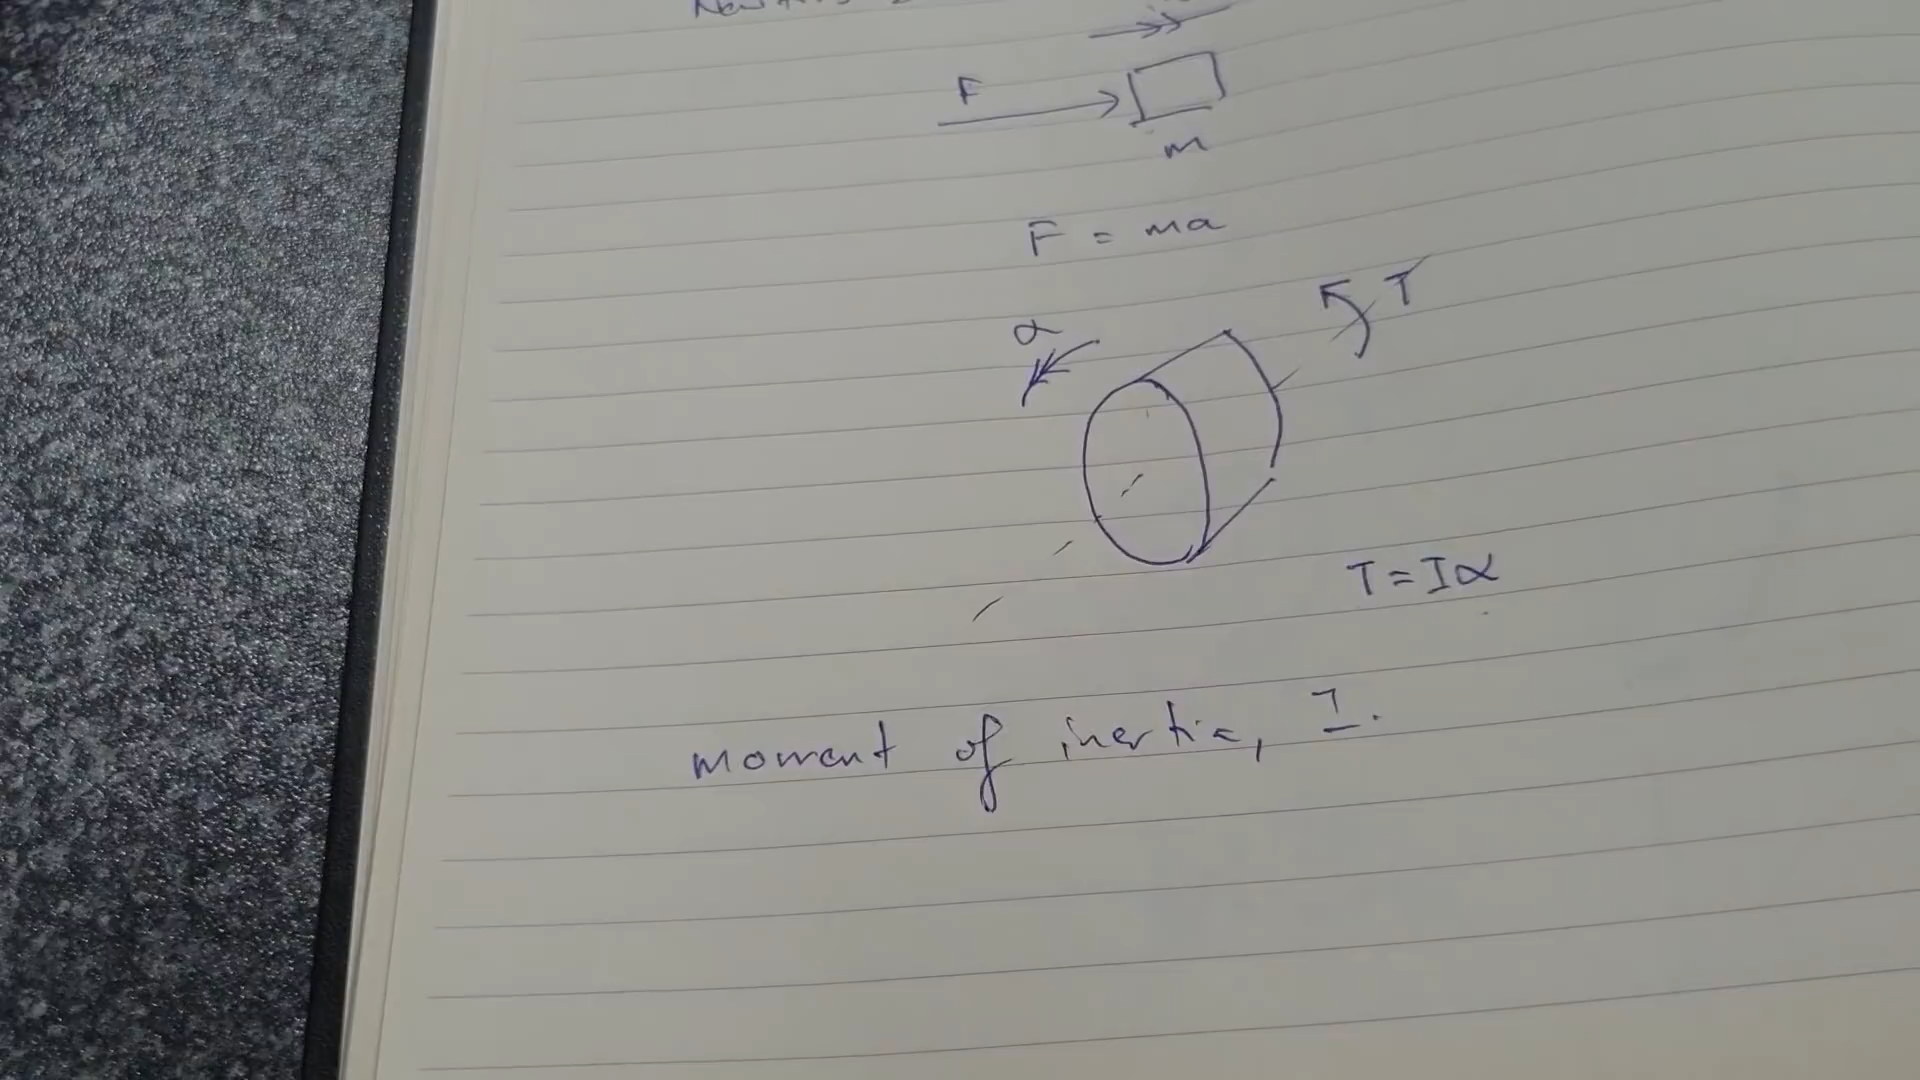 F
m
F = ma
T
α
T = Iα
moment of inertia, I.